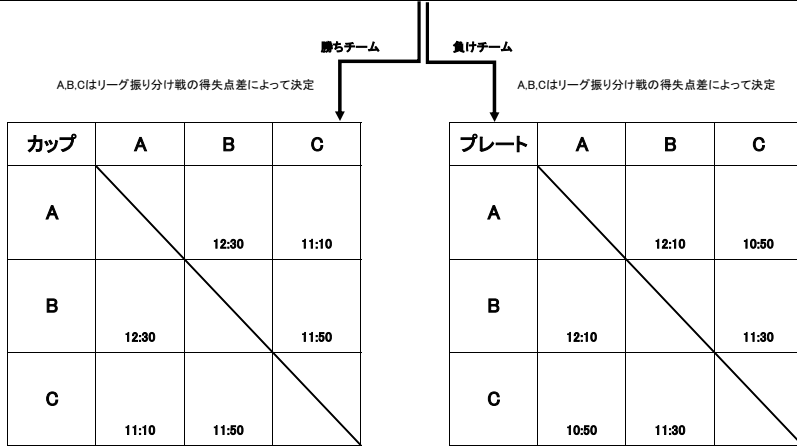 勝ちチーム
負けチーム
A,B,Cはリーグ振り分け戦の得失点差によって決定
A,B,Cはリーグ振り分け戦の得失点差によって決定
カップ A B C
A 12:30 11:10
B 12:30 11:50
C 11:10 11:50
プレート A B C
A 12:10 10:50
B 12:10 11:30
C 10:50 11:30